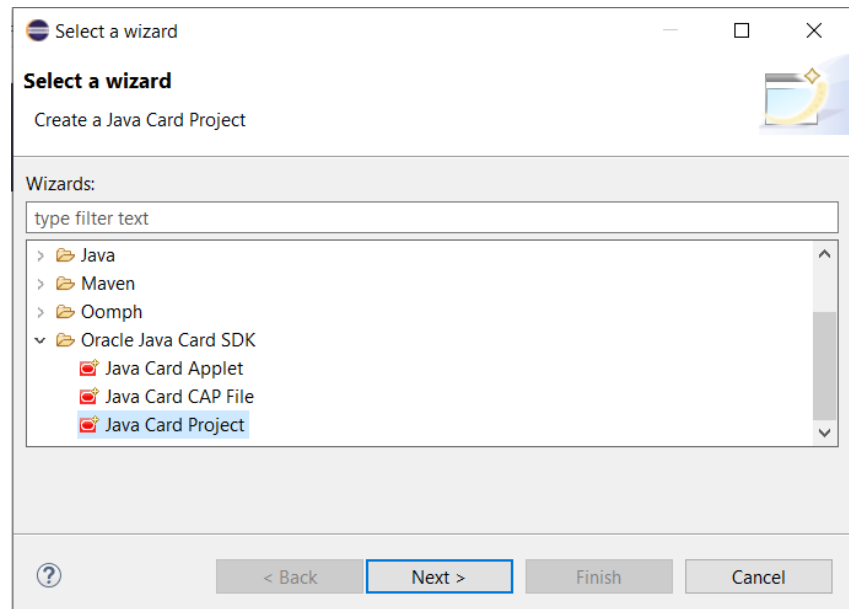 Select a wizard
Select a wizard
Create a Java Card Project
Wizards:
type filter text
Java
Maven
Oomph
Oracle Java Card SDK
Java Card Applet
Java Card CAP File
Java Card Project
? < Back Next > Finish Cancel